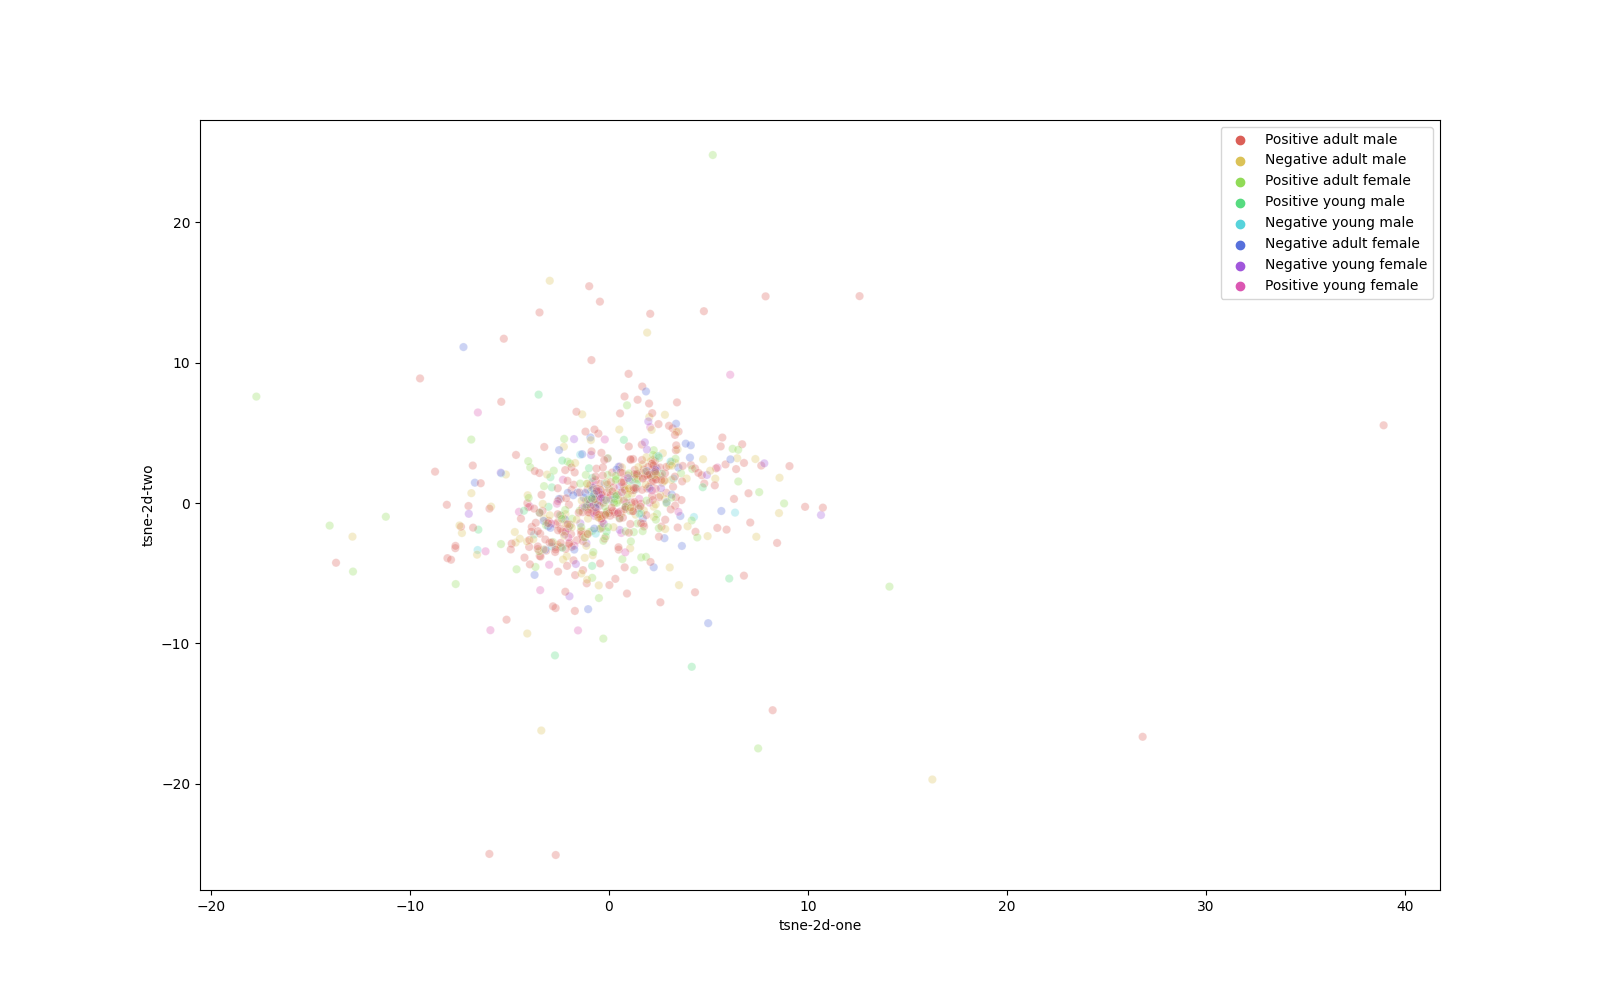 Positive adult male
Negative adult male
Positive adult female
Positive young male
Negative young male
Negative adult female
Negative young female
Positive young female
20
10
0
−10
−20
tsne-2d-two
−20
−10
0
10
20
30
40
tsne-2d-one